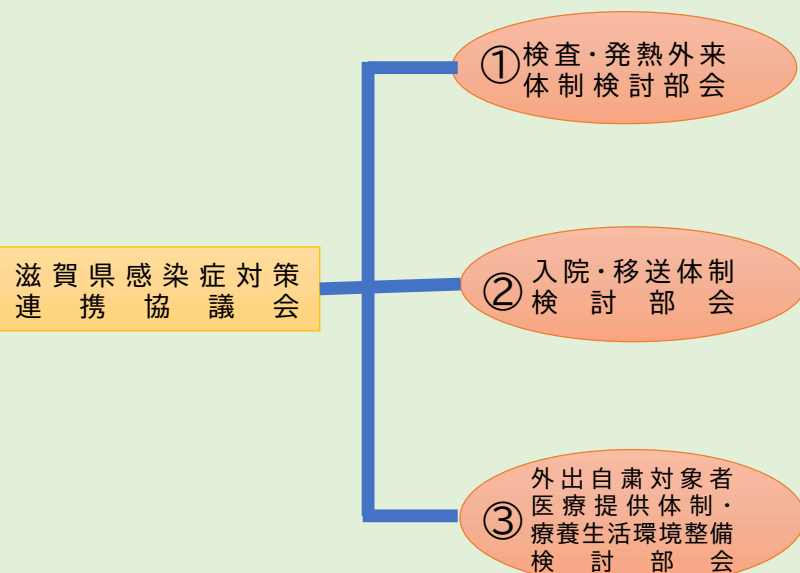 滋賀県感染症対策
連携協議会
①検査・発熱外来
体制検討部会
②入院・移送体制
検討部会
③外出自粛対象者
医療提供体制・
療養生活環境整備
検討部会